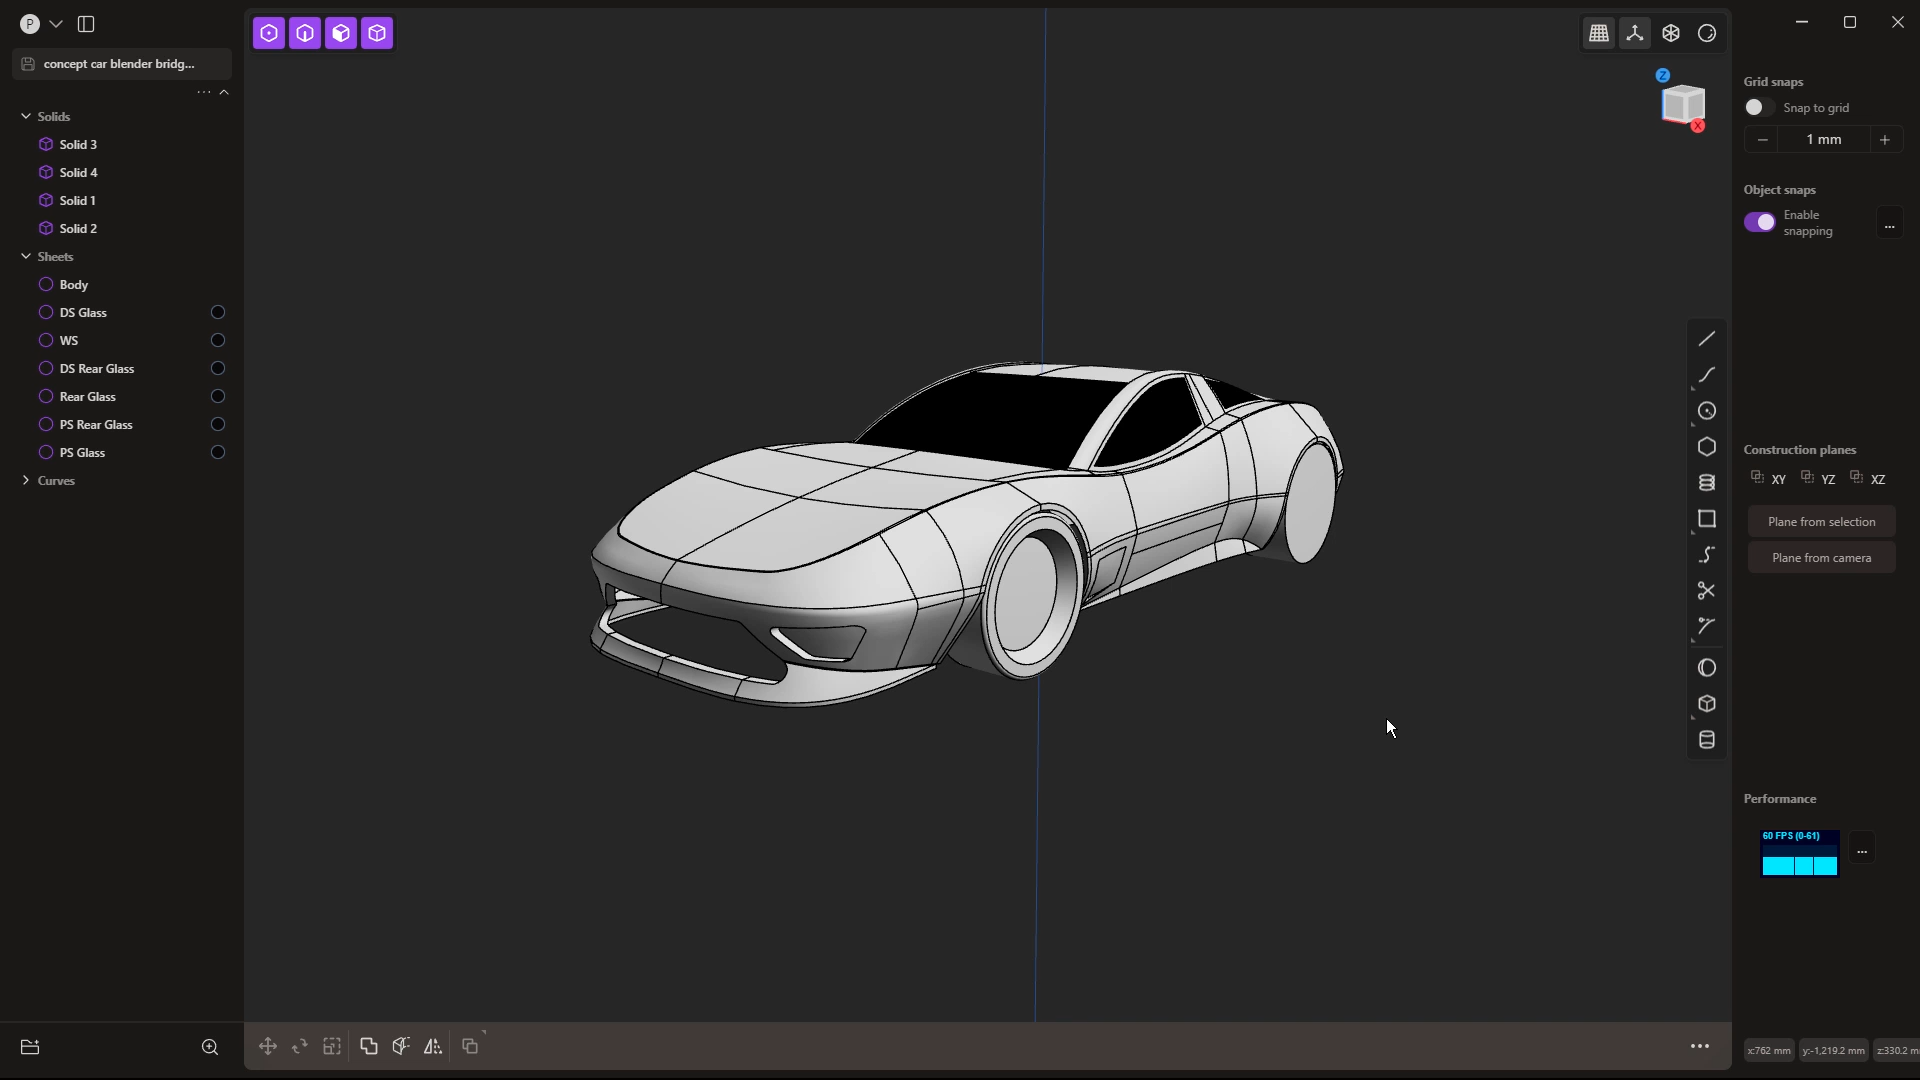 P
concept car blender bridg...
Solids
Solid 3
Solid 4
Solid 1
Solid 2
Sheets
Body
DS Glass
WS
DS Rear Glass
Rear Glass
PS Rear Glass
PS Glass
Curves
Z
X
Grid snaps
Snap to grid
1 mm
Object snaps
Enable
snapping
...
Construction planes
XY YZ XZ
Plane from selection
Plane from camera
Performance
60 FPS (0-61)
...
x:762 mm y:-1,219.2 mm z:330.2 m